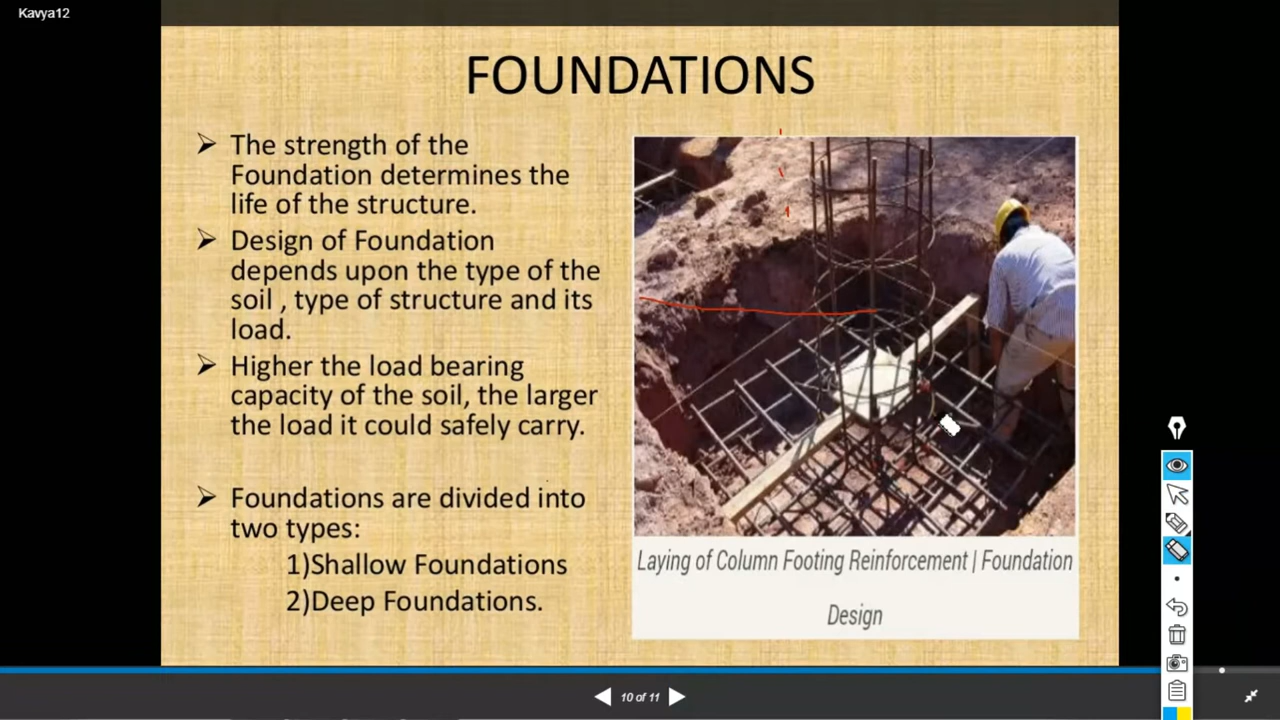 Kavya12
FOUNDATIONS
The strength of the
Foundation determines the
life of the structure.
Design of Foundation
depends upon the type of the
soil , type of structure and its
load.
Higher the load bearing
capacity of the soil, the larger
the load it could safely carry.
Foundations are divided into
two types:
1)Shallow Foundations
2)Deep Foundations.
Laying of Column Footing Reinforcement | Foundation
Design
10 of 11